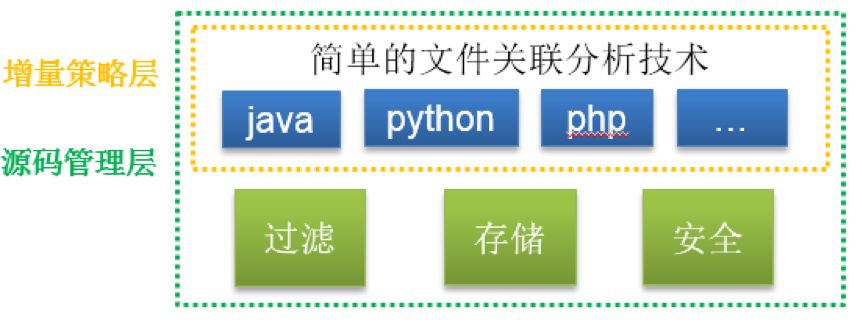 简单的文件关联分析技术
增量策略层
java python php ...
源码管理层
过滤 存储 安全